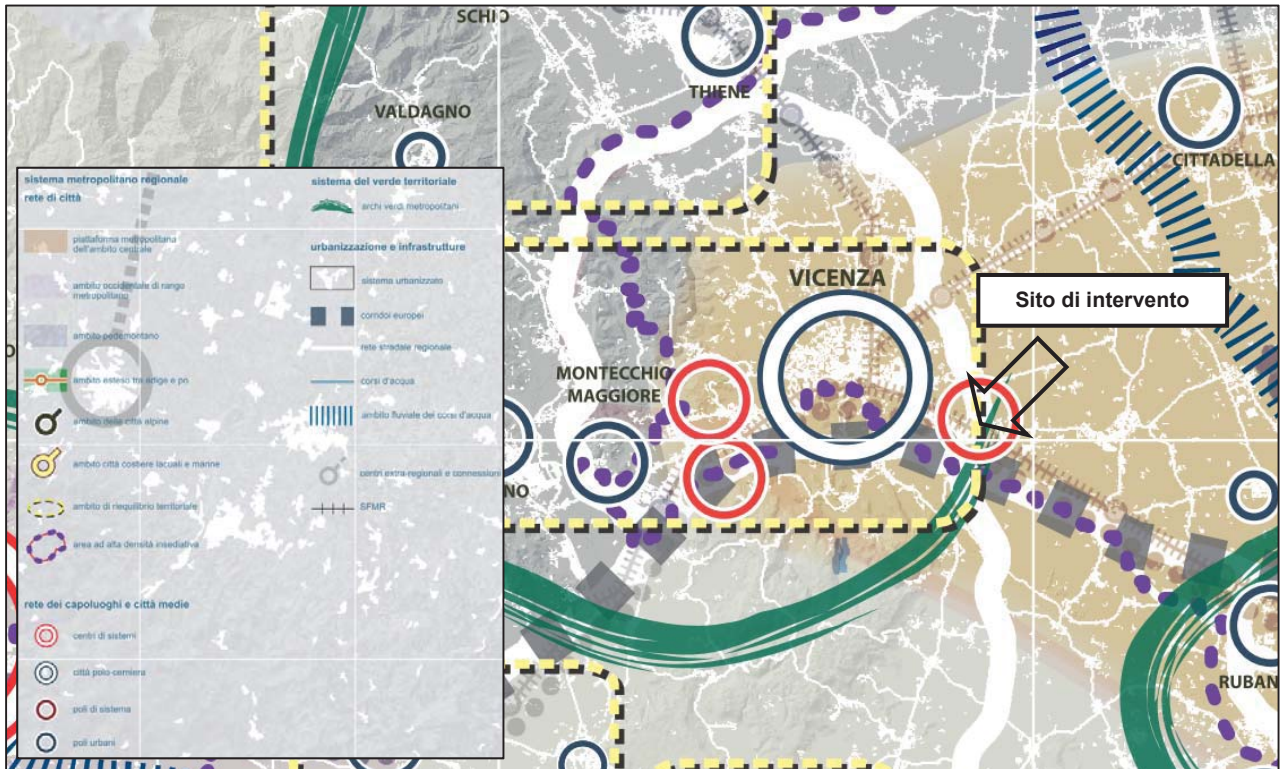 SCHIO
THIENE
VALDAGNO
CITTADELLA
VICENZA
Sito di intervento
MONTECCHIO
MAGGIORE
NO
RUBAN
sistema metropolitano regionale
rete di città
piattaforma metropolitana
dell'ambito centrale
ambito occidentale di rango
metropolitano
ambito pedemontano
ambito esteso tra adige e po
ambito delle città alpine
ambito città costiere lacuali e marine
ambito di riequilibrio territoriale
area ad alta densità insediativa
rete dei capoluoghi e città medie
centri di sistemi
città polo-cerniera
poli di sistema
poli urbani
sistema del verde territoriale
archi verdi metropolitani
urbanizzazione e infrastrutture
sistema urbanizzato
corridoi europei
rete stradale regionale
corsi d'acqua
ambito fluviale dei corsi d'acqua
centri extra-regionali e connessioni
SFMR